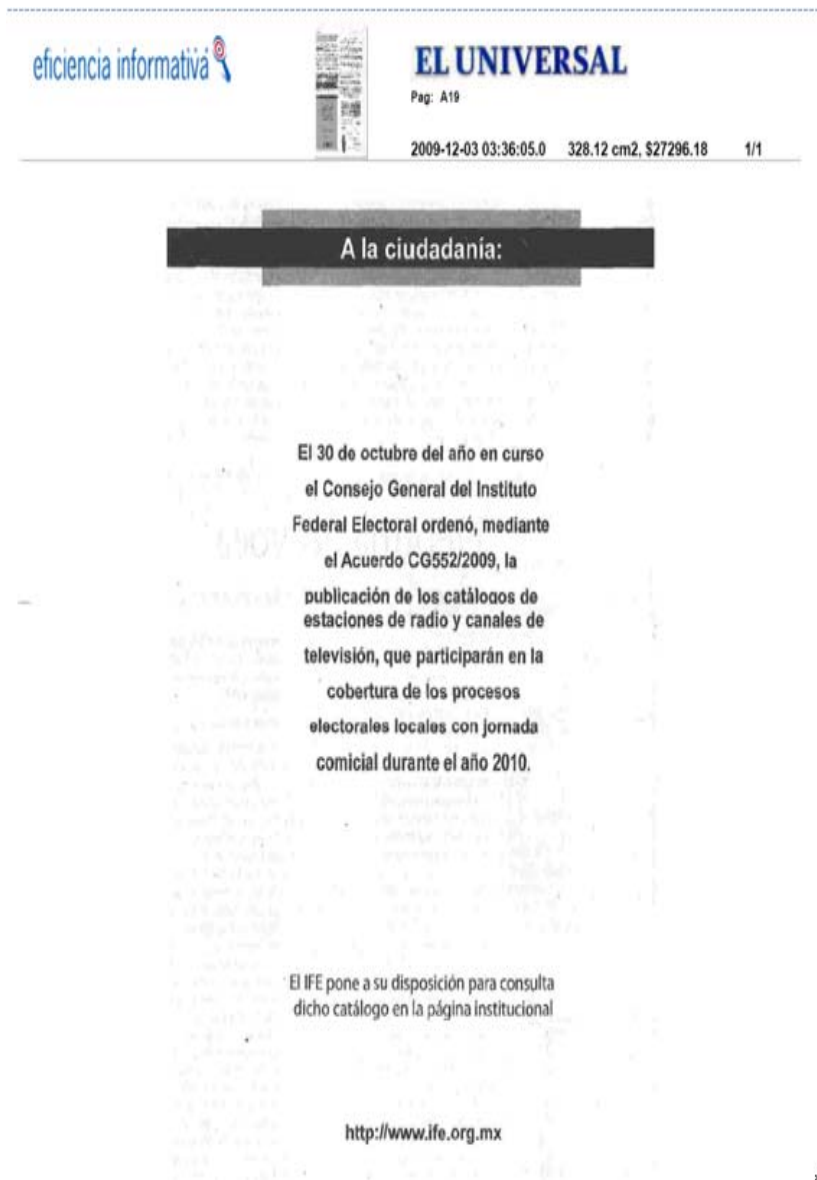 eficiencia informativa
EL UNIVERSAL
Pag: A19
2009-12-03 03:36:05.0 328.12 cm2, $27296.18 1/1
A la ciudadanía:
El 30 de octubre del año en curso
el Consejo General del Instituto
Federal Electoral ordenó, mediante
el Acuerdo CG552/2009, la
publicación de los catálogos de
estaciones de radio y canales de
televisión, que participarán en la
cobertura de los procesos
electorales locales con jornada
comicial durante el año 2010.
El IFE pone a su disposición para consulta
dicho catálogo en la página institucional
http://www.ife.org.mx